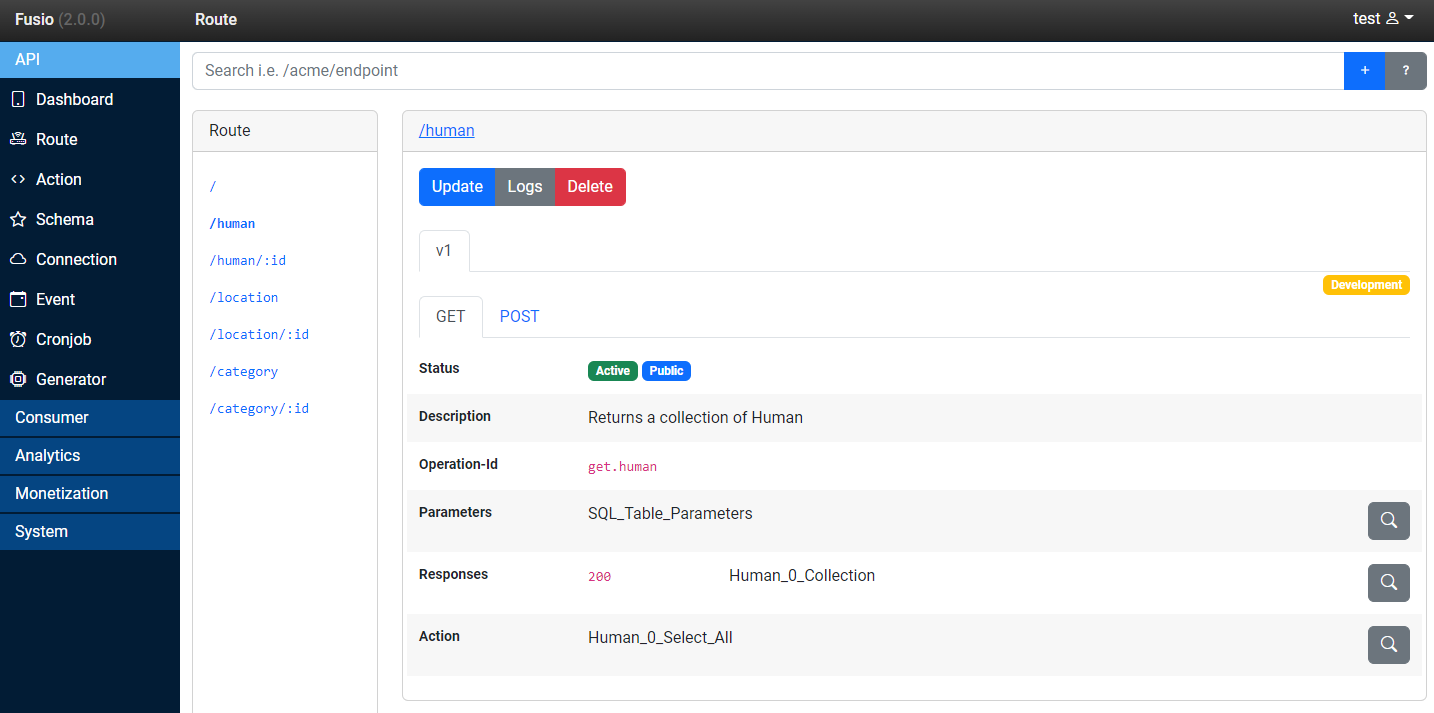 Fusio (2.0.0)
Route
test
API
Dashboard
Route
Action
Schema
Connection
Event
Cronjob
Generator
Consumer
Analytics
Monetization
System
Search i.e. /acme/endpoint
+
?
Route
/
/human
/human/:id
/location
/location/:id
/category
/category/:id
/human
Update Logs Delete
v1
Development
GET POST
Status Active Public
Description Returns a collection of Human
Operation-Id get.human
Parameters SQL_Table_Parameters
Responses 200 Human_0_Collection
Action Human_0_Select_All